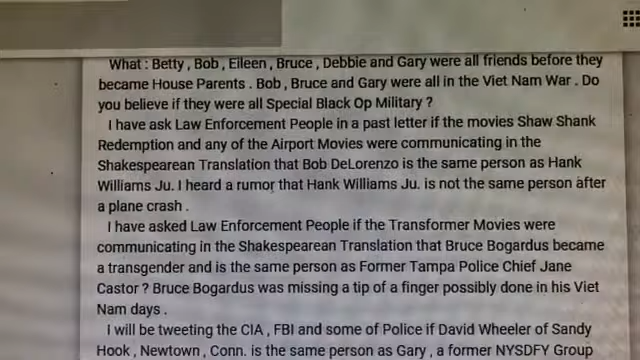 What : Betty , Bob , Eileen , Bruce , Debbie and Gary were all friends before they
became House Parents . Bob , Bruce and Gary were all in the Viet Nam War . Do
you believe if they were all Special Black Op Military ?
I have ask Law Enforcement People in a past letter if the movies Shaw Shank
Redemption and any of the Airport Movies were communicating in the
Shakespearean Translation that Bob DeLorenzo is the same person as Hank
Williams Ju. I heard a rumor that Hank Williams Ju. is not the same person after
a plane crash .
I have asked Law Enforcement People if the Transformer Movies were
communicating in the Shakespearean Translation that Bruce Bogardus became
a transgender and is the same person as Former Tampa Police Chief Jane
Castor ? Bruce Bogardus was missing a tip of a finger possibly done in his Viet
Nam days .
I will be tweeting the CIA , FBI and some of Police if David Wheeler of Sandy
Hook , Newtown , Conn. is the same person as Gary , a former NYSDFY Group